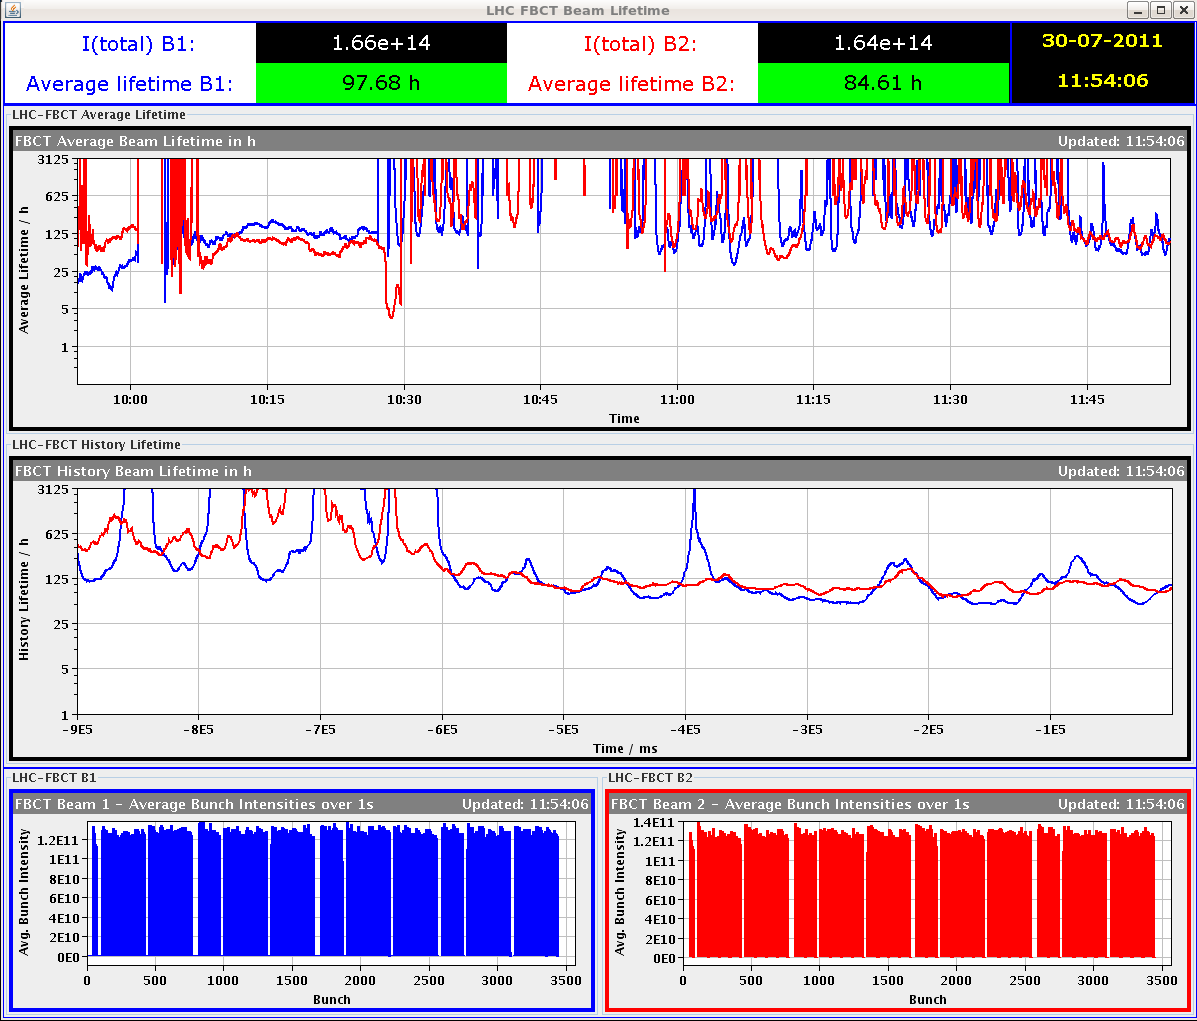 LHC FBCT Beam Lifetime
I(total) B1: 1.66e+14 I(total) B2: 1.64e+14 30-07-2011
Average lifetime B1: 97.68 h Average lifetime B2: 84.61 h 11:54:06
LHC-FBCT Average Lifetime
FBCT Average Beam Lifetime in h Updated: 11:54:06
Average Lifetime / h
3125
625
125
25
5
1
10:00 10:15 10:30 10:45 11:00 11:15 11:30 11:45
Time
LHC-FBCT History Lifetime
FBCT History Beam Lifetime in h Updated: 11:54:06
History Lifetime / h
3125
625
125
25
5
1
-9E5 -8E5 -7E5 -6E5 -5E5 -4E5 -3E5 -2E5 -1E5
Time / ms
LHC-FBCT B1
FBCT Beam 1 - Average Bunch Intensities over 1s Updated: 11:54:06
Avg. Bunch Intensity
1.2E11
1E11
8E10
6E10
4E10
2E10
0E0
0 500 1000 1500 2000 2500 3000 3500
Bunch
LHC-FBCT B2
FBCT Beam 2 - Average Bunch Intensities over 1s Updated: 11:54:06
Avg. Bunch Intensity
1.4E11
1.2E11
1E11
8E10
6E10
4E10
2E10
0E0
0 500 1000 1500 2000 2500 3000 3500
Bunch